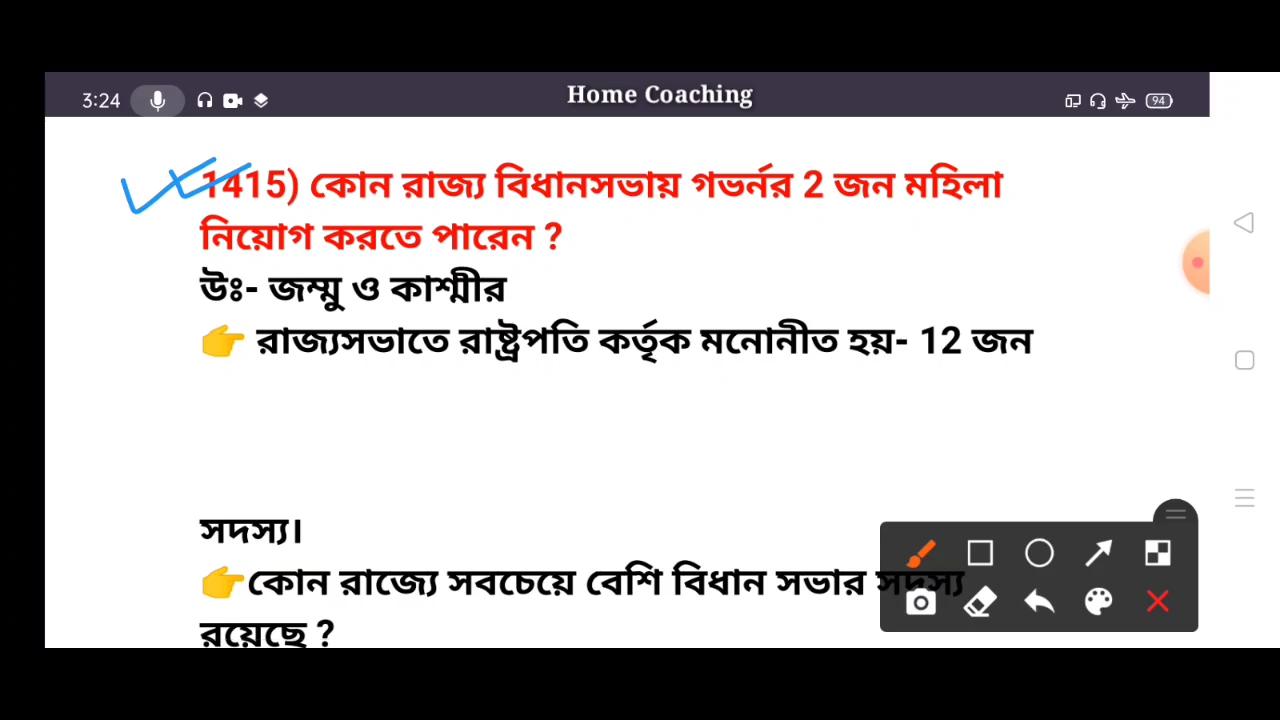 3:24
Home Coaching
94
1415) কোন রাজ্য বিধানসভায় গভর্নর 2 জন মহিলা
নিয়োগ করতে পারেন ?
উঃ- জম্মু ও কাশ্মীর
👉 রাজ্যসভাতে রাষ্ট্রপতি কর্তৃক মনোনীত হয়- 12 জন
সদস্য।
👉কোন রাজ্যে সবচেয়ে বেশি বিধান সভার সদস্য
রয়েছে ?